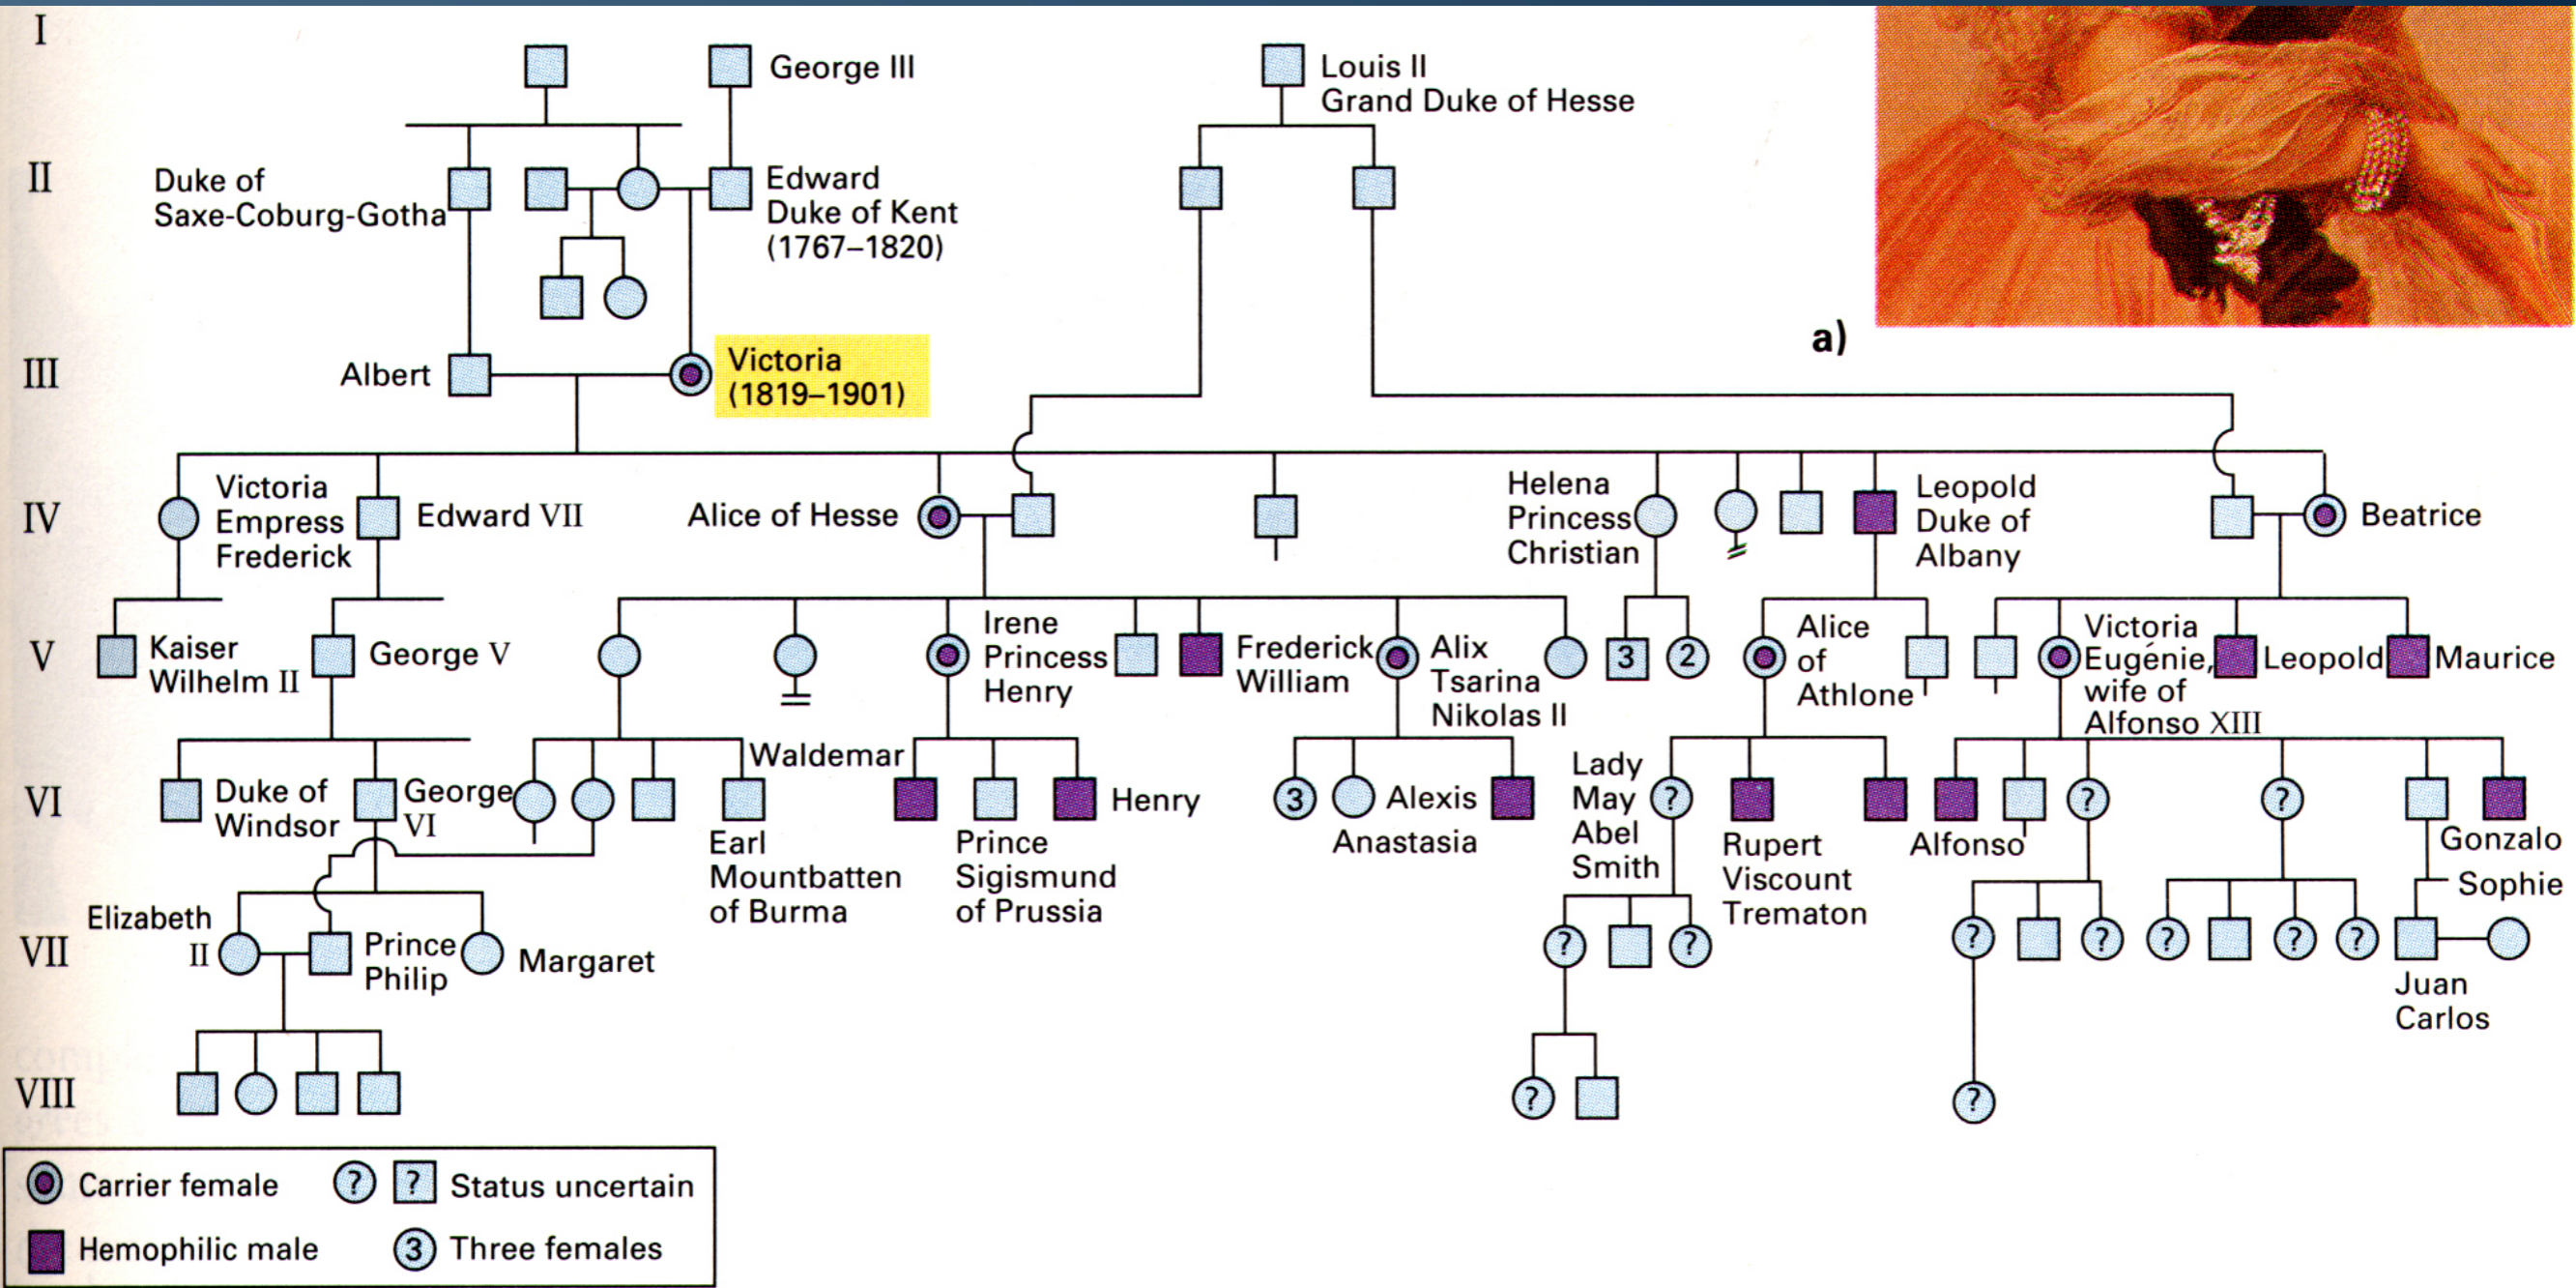 I
George III
Louis II
Grand Duke of Hesse
II
Duke of
Saxe-Coburg-Gotha
Edward
Duke of Kent
(1767–1820)
a)
III
Albert
Victoria
(1819–1901)
IV
Victoria
Empress
Frederick
Edward VII
Alice of Hesse
Helena
Princess
Christian
Leopold
Duke of
Albany
Beatrice
V
Kaiser
Wilhelm II
George V
Irene
Princess
Henry
Frederick
William
Alix
Tsarina
Nikolas II
3
2
Alice
of
Athlone
Victoria
Eugénie,
wife of
Alfonso XIII
Leopold
Maurice
VI
Duke of
Windsor
George
VI
Earl
Mountbatten
of Burma
Waldemar
Prince
Sigismund
of Prussia
Henry
3
Anastasia
Alexis
Lady
May
Abel
Smith
?
Rupert
Viscount
Trematon
Alfonso
?
?
Gonzalo
VII
Elizabeth
II
Prince
Philip
Margaret
?
?
?
?
?
?
?
Sophie
Juan
Carlos
VIII
?
?
Carrier female
? ? Status uncertain
Hemophilic male
3 Three females